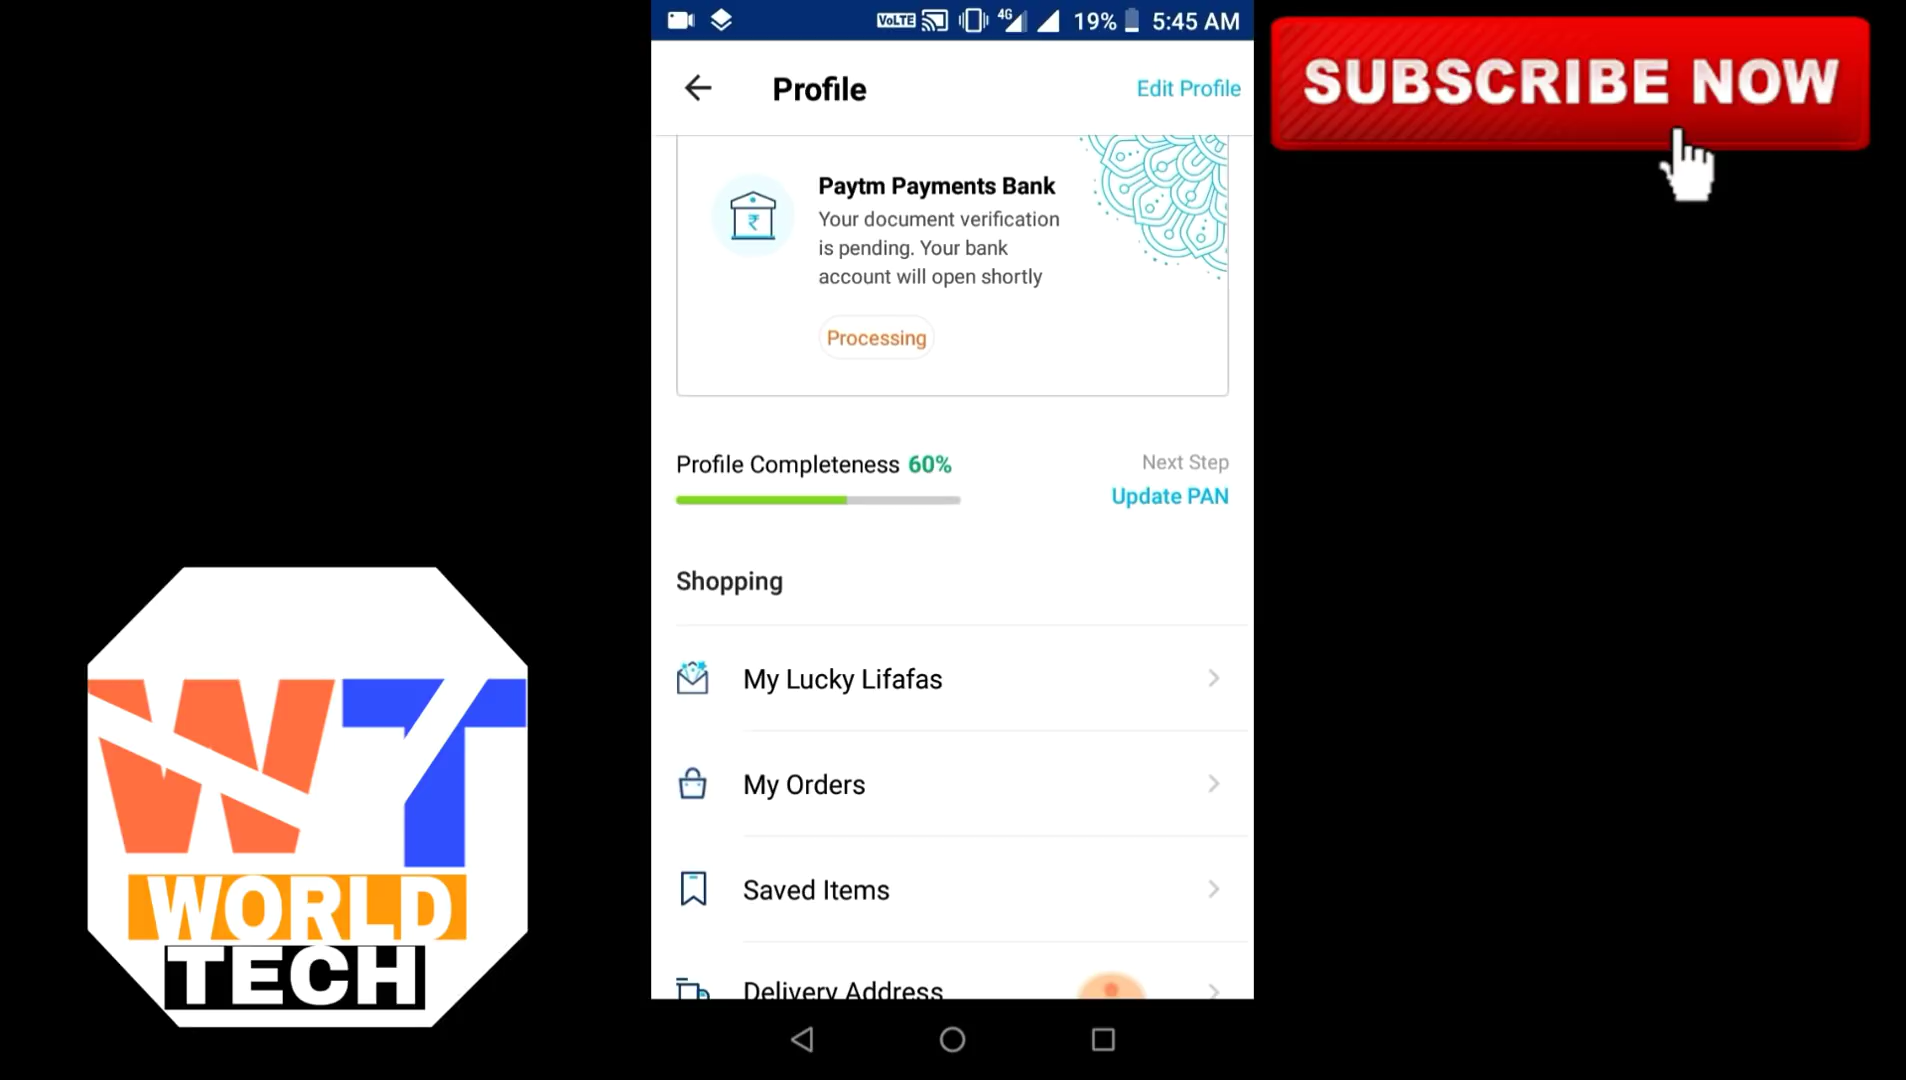 VoLTE 4G 19% 5:45 AM
SUBSCRIBE NOW
Profile
Edit Profile
Paytm Payments Bank
Your document verification
is pending. Your bank
account will open shortly
Processing
Profile Completeness 60%
Next Step
Update PAN
Shopping
My Lucky Lifafas
My Orders
Saved Items
Delivery Address
WT
WORLD
TECH